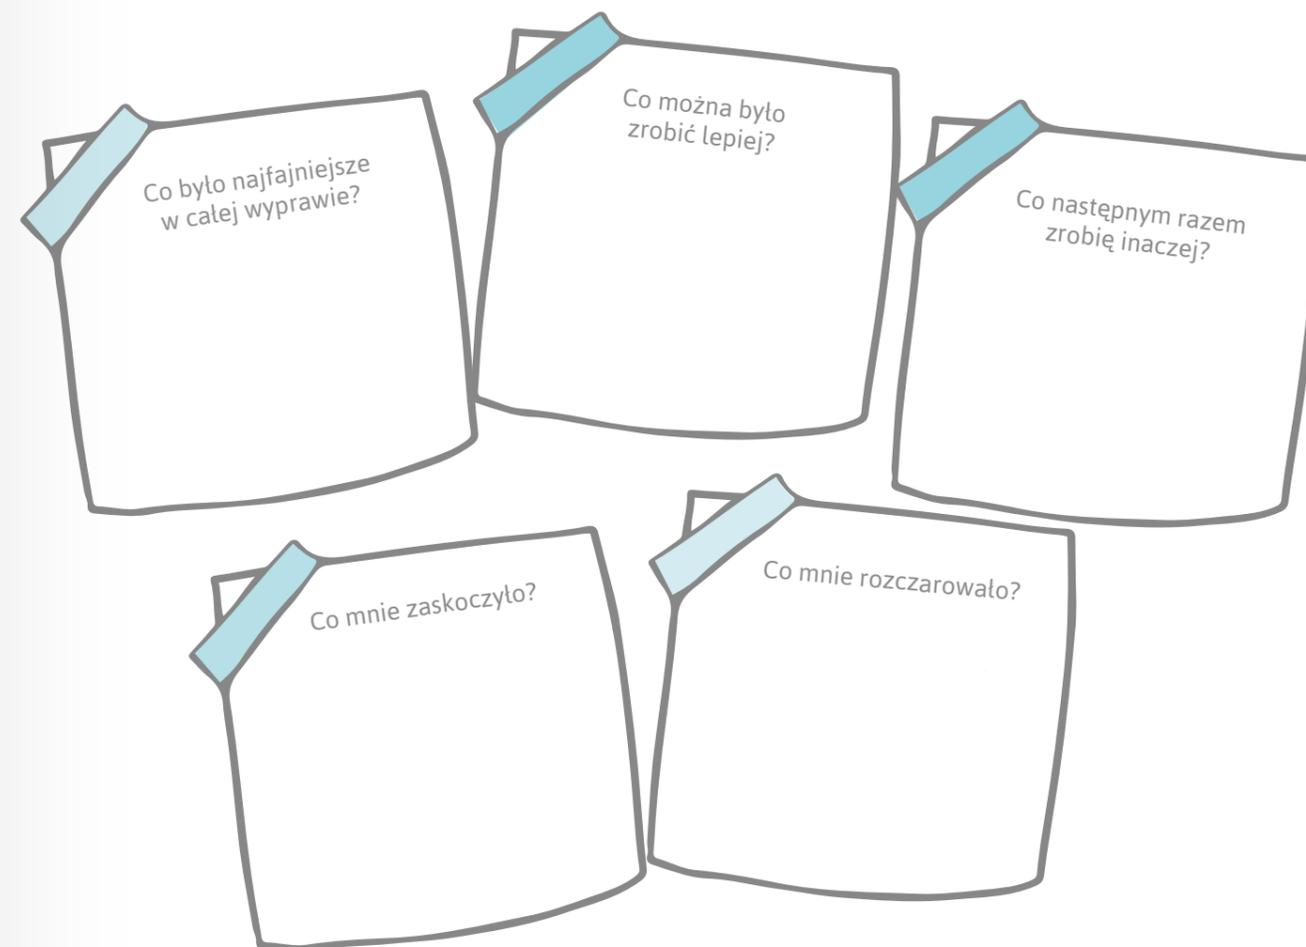 Co było najfajniejsze
w całej wyprawie?
Co można było
zrobić lepiej?
Co następnym razem
zrobię inaczej?
Co mnie zaskoczyło?
Co mnie rozczarowało?